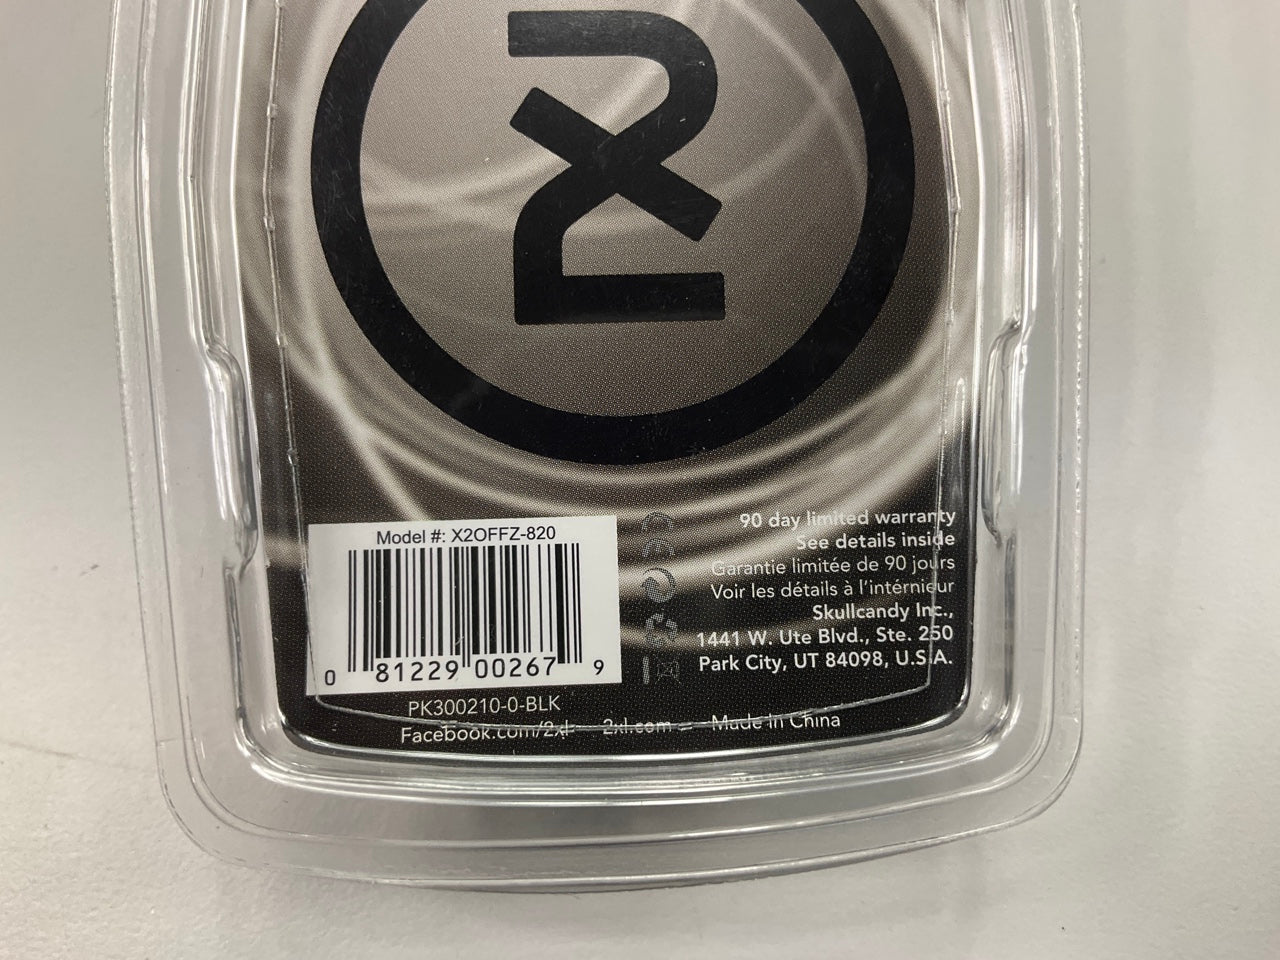 2XL
Model #: X2OFFZ-820
0 81229 00267 9
PK300210-0-BLK
Facebook.com/2xl 2xl.com Made in China
90 day limited warranty
See details inside
Garantie limitée de 90 jours
Voir les détails à l'intérnieur
Skullcandy Inc.,
1441 W. Ute Blvd., Ste. 250
Park City, UT 84098, U.S.A.